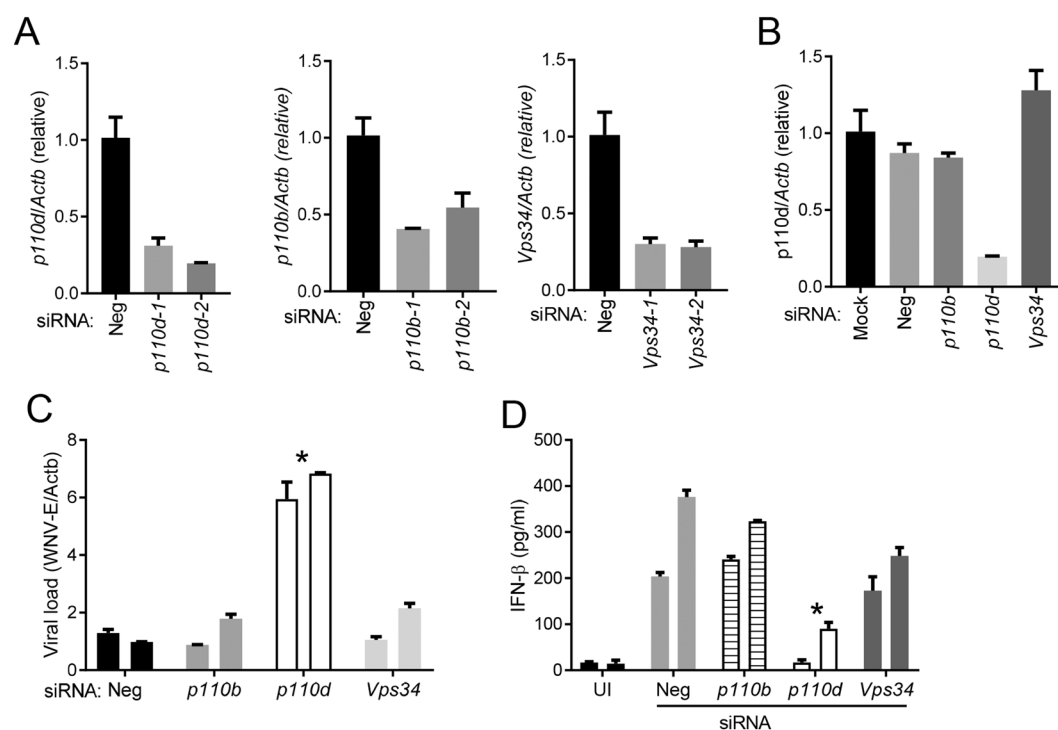 A
p110d/Actb (relative)
1.5
1.0
0.5
0.0
siRNA:
Neg
p110d-1
p110d-2
p110b/Actb (relative)
1.5
1.0
0.5
0.0
siRNA:
Neg
p110b-1
p110b-2
Vps34/Actb (relative)
1.5
1.0
0.5
0.0
siRNA:
Neg
Vps34-1
Vps34-2
B
p110d/Actb (relative)
1.5
1.0
0.5
0.0
siRNA:
Mock
Neg
p110b
p110d
Vps34
C
Viral load (WNV-E/Actb)
8
6
4
2
0
*
siRNA: Neg p110b p110d Vps34
D
IFN-β (pg/ml)
500
400
300
200
100
0
*
UI Neg p110b p110d Vps34
siRNA